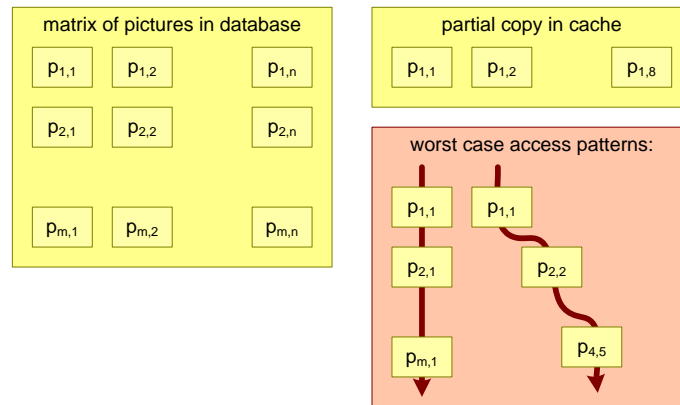 matrix of pictures in database
p1,1 p1,2 p1,n
p2,1 p2,2 p2,n
pm,1 pm,2 pm,n
partial copy in cache
p1,1 p1,2 p1,8
worst case access patterns:
p1,1 p1,1
p2,1 p2,2
pm,1 p4,5